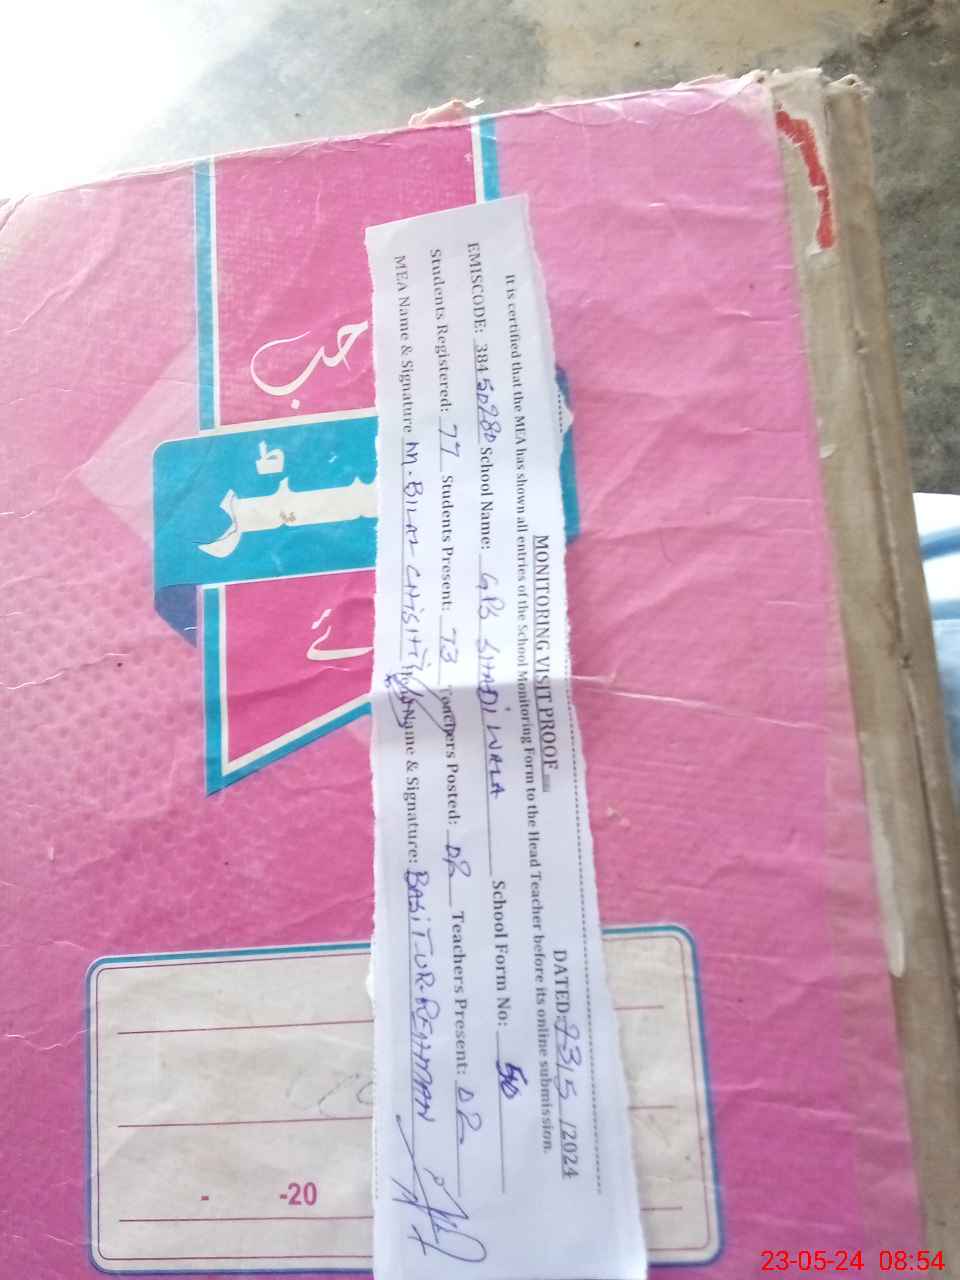 MONITORING VISIT PROOF
DATED: 23/5/2024
It is certified that the MEA has shown all entries of the School Monitoring Form to the Head Teacher before its online submission.
EMISCODE: 38450280 School Name: GPS SHADI WALA School Form No: 50
Students Registered: 77 Students Present: 73 Teachers Posted: 02 Teachers Present: 02
MEA Name & Signature M. BILAL CHISHTI Name & Signature: BASIT UR REHMAN
- -20
23-05-24 08:54